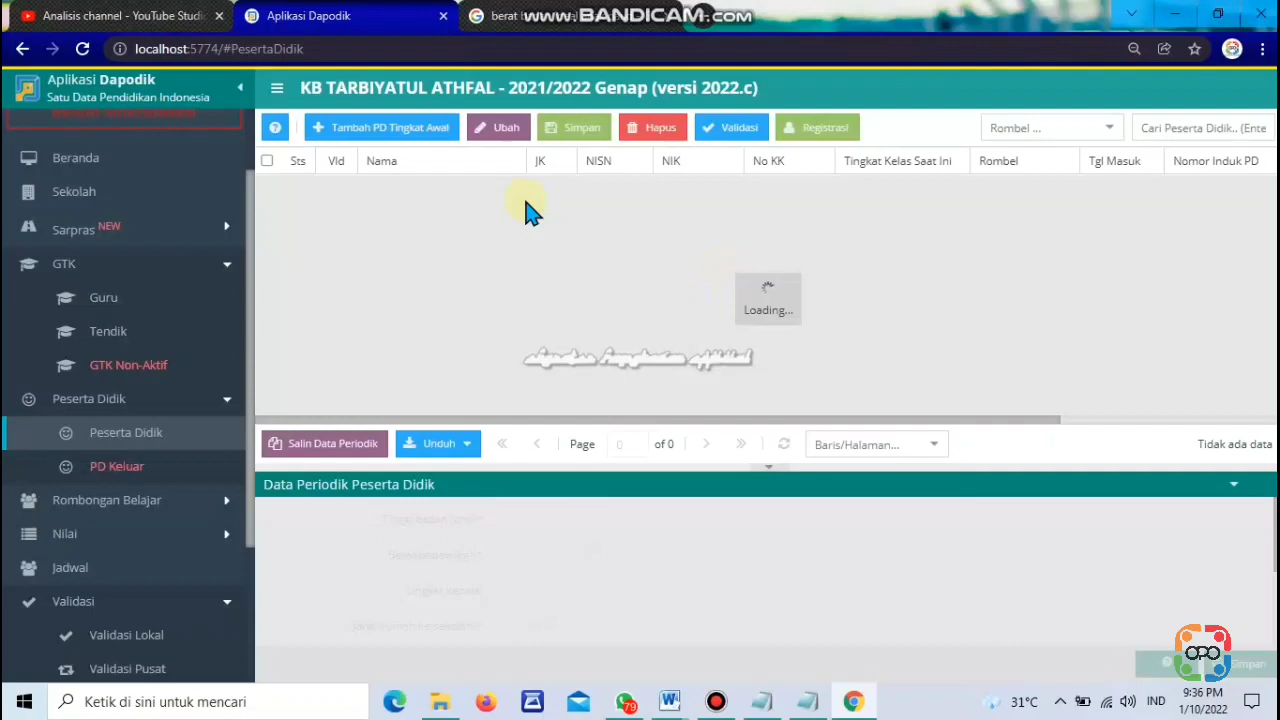 Analisis channel - YouTube Studi
Aplikasi Dapodik
berat
www.BANDICAM.com
localhost:5774/#PesertaDidik
Aplikasi Dapodik
Satu Data Pendidikan Indonesia
KB TARBIYATUL ATHFAL - 2021/2022 Genap (versi 2022.c)
Tambah PD Tingkat Awal
Ubah
Simpan
Hapus
Validasi
Registrasi
Rombel ...
Cari Peserta Didik.. (Ente
Sts
Vld
Nama
JK
NISN
NIK
No KK
Tingkat Kelas Saat Ini
Rombel
Tgl Masuk
Nomor Induk PD
Beranda
Sekolah
Sarpras NEW
GTK
Guru
Tendik
GTK Non-Aktif
Peserta Didik
Peserta Didik
PD Keluar
Rombongan Belajar
Nilai
Jadwal
Validasi
Validasi Lokal
Validasi Pusat
Loading...
Salin Data Periodik
Unduh
Page
0
of 0
Baris/Halaman...
Tidak ada data
Data Periodik Peserta Didik
Simpan
OPO
Ketik di sini untuk mencari
79
31°C
IND
9:36 PM
1/10/2022